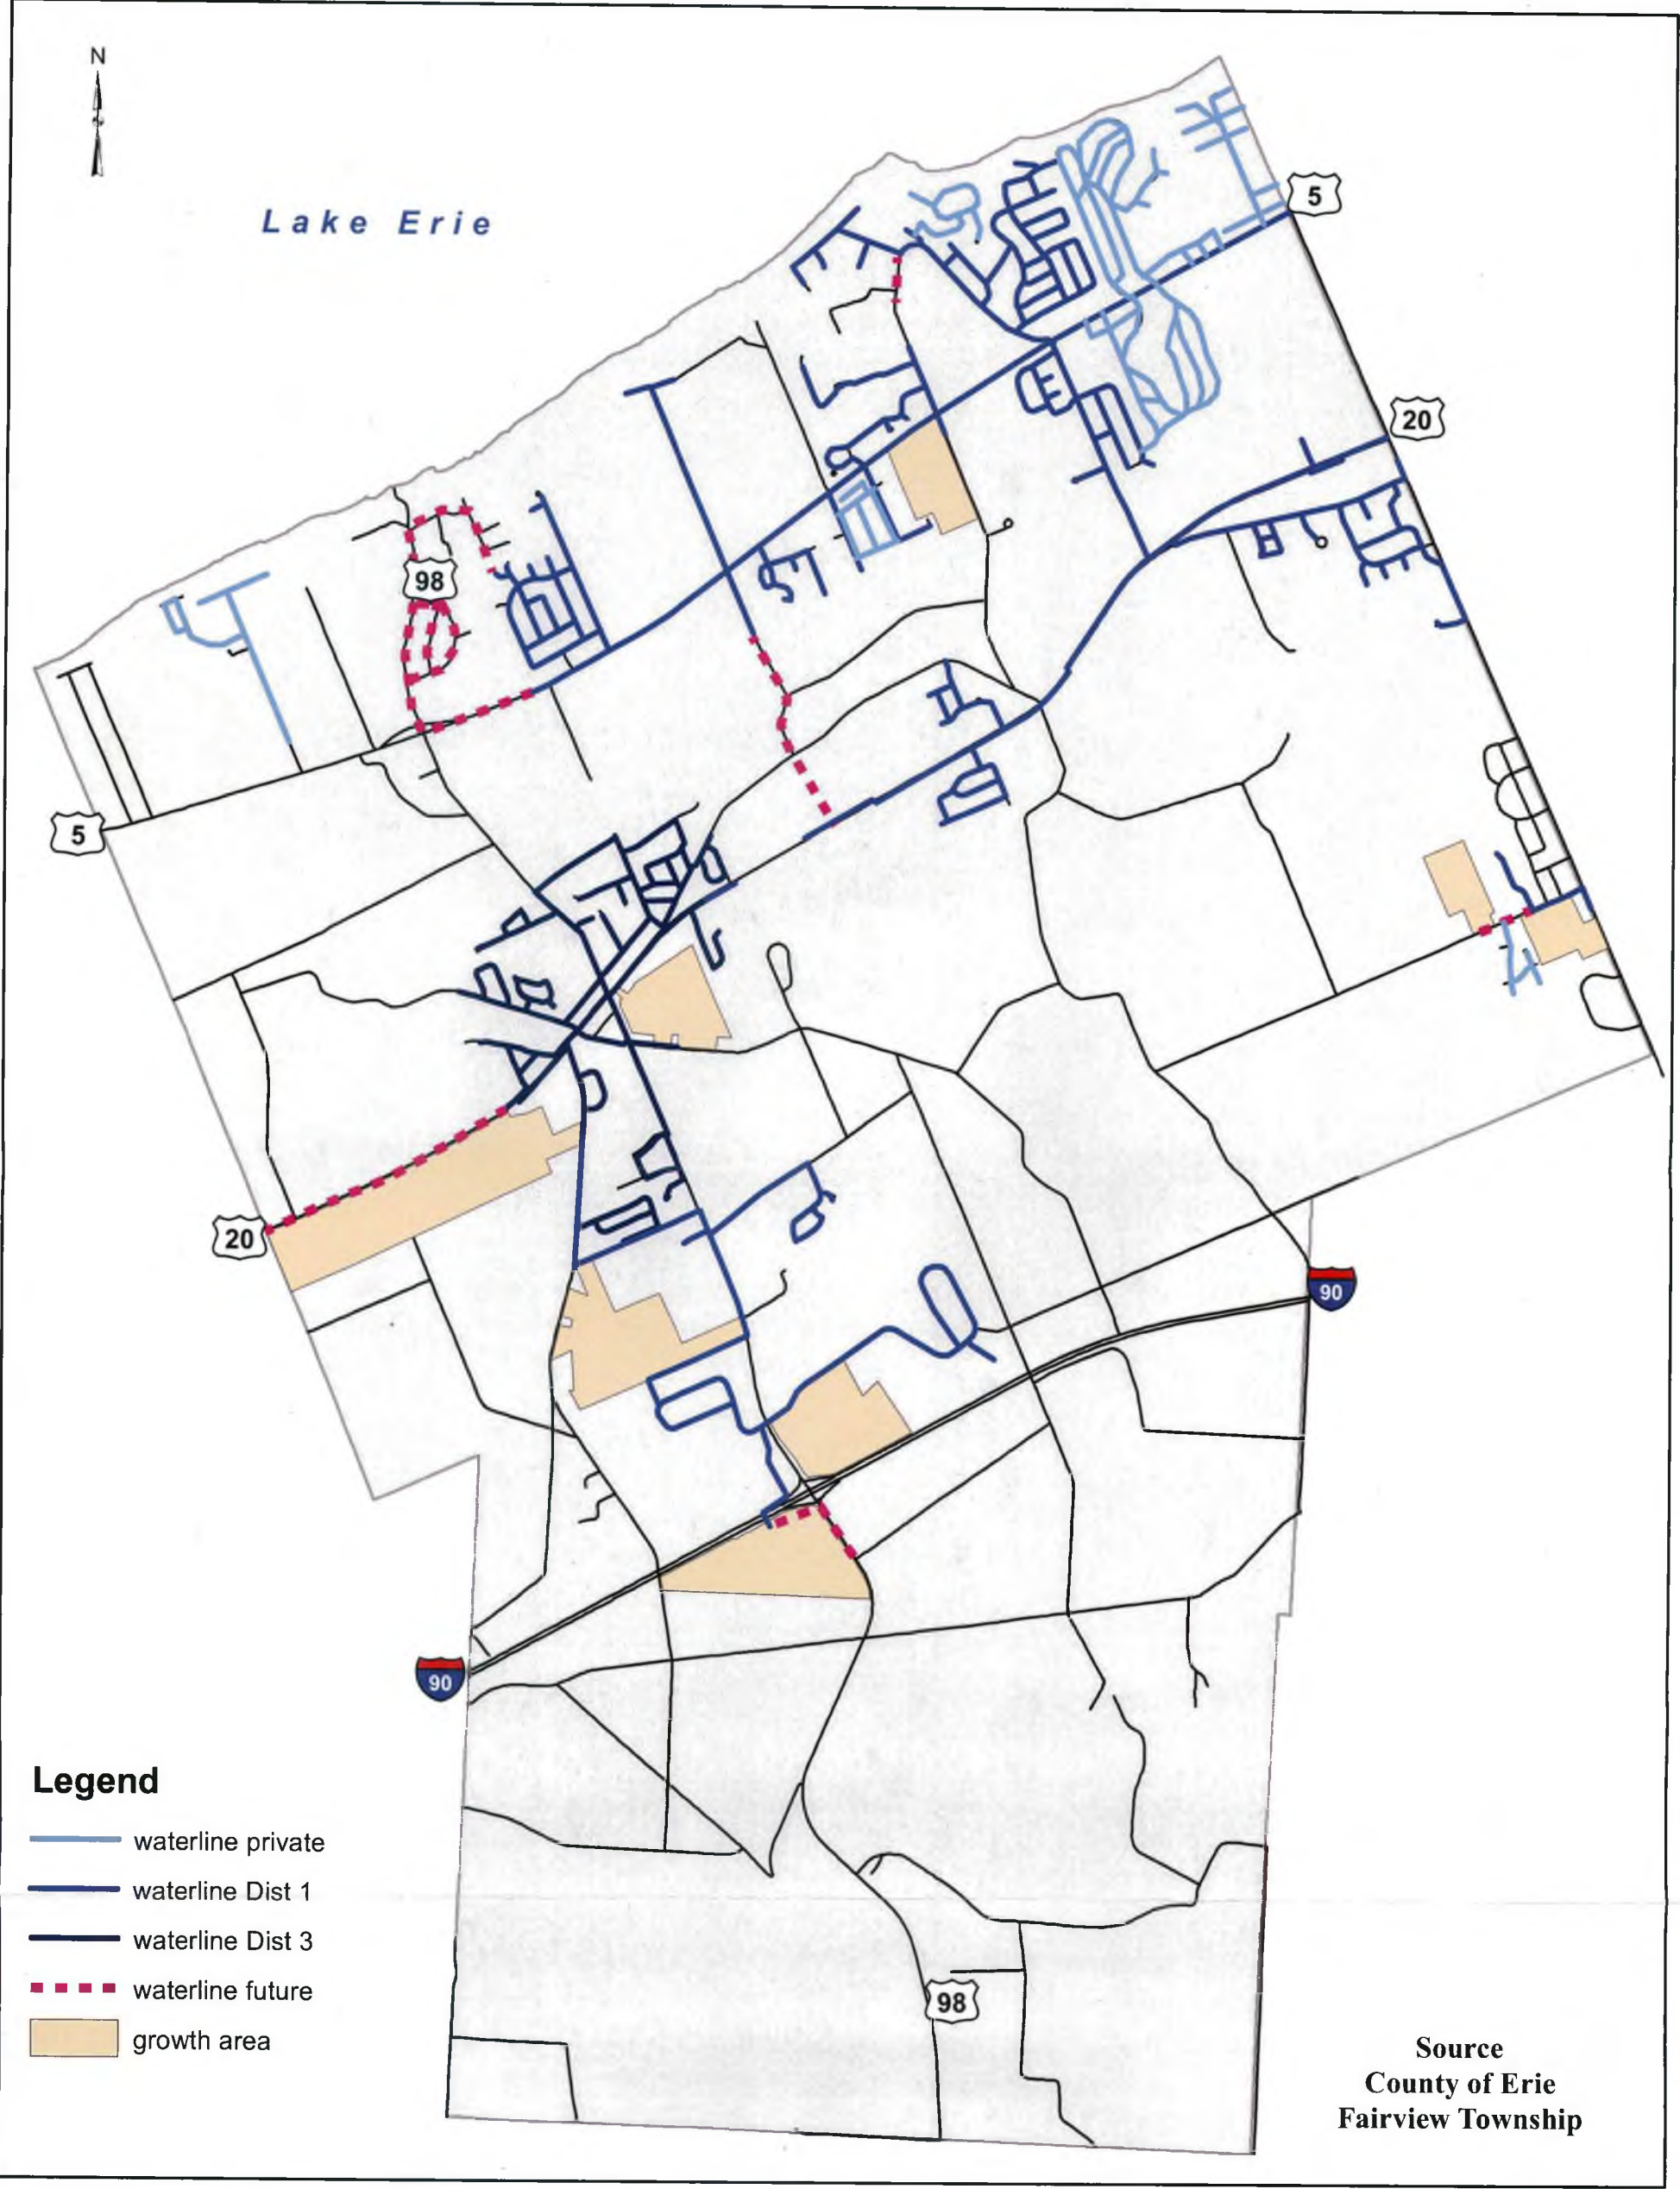 N
Lake Erie
5
20
98
5
20
90
90
98
Legend
waterline private
waterline Dist 1
waterline Dist 3
waterline future
growth area
Source
County of Erie
Fairview Township